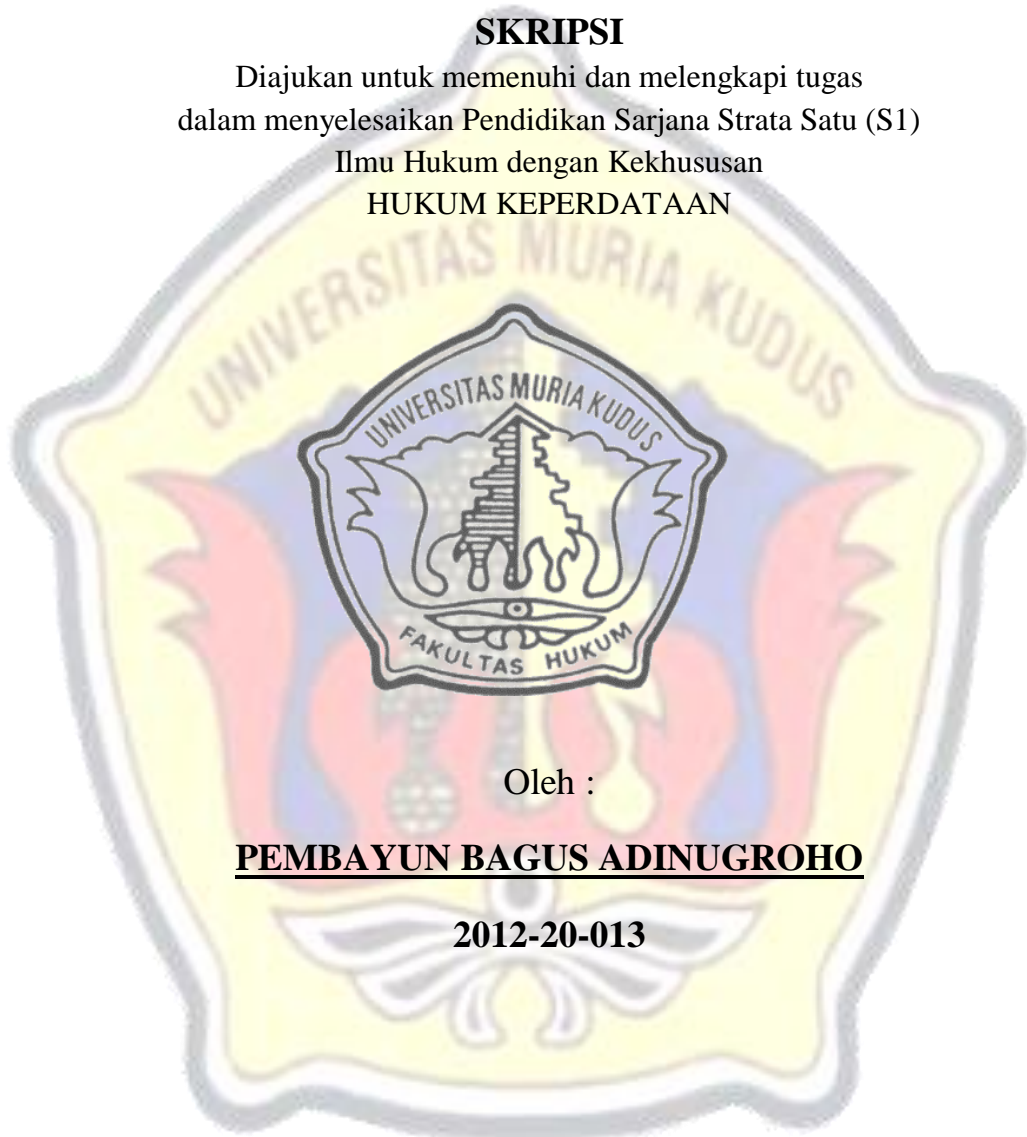 SKRIPSI
Diajukan untuk memenuhi dan melengkapi tugas
dalam menyelesaikan Pendidikan Sarjana Strata Satu (S1)
Ilmu Hukum dengan Kekhususan
HUKUM KEPERDATAAN
UNIVERSITAS MURIA KUDUS
UNIVERSITAS MURIA KUDUS
FAKULTAS HUKUM
Oleh :
PEMBAYUN BAGUS ADINUGROHO
2012-20-013